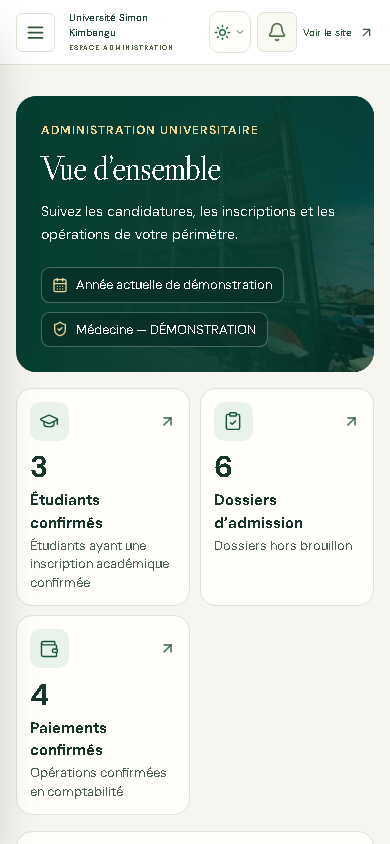 Université Simon
Kimbangu
ESPACE ADMINISTRATION
Voir le site
ADMINISTRATION UNIVERSITAIRE
Vue d’ensemble
Suivez les candidatures, les inscriptions et les
opérations de votre périmètre.
Année actuelle de démonstration
Médecine — DÉMONSTRATION
3
Étudiants
confirmés
Étudiants ayant une
inscription académique
confirmée
6
Dossiers
d’admission
Dossiers hors brouillon
4
Paiements
confirmés
Opérations confirmées
en comptabilité